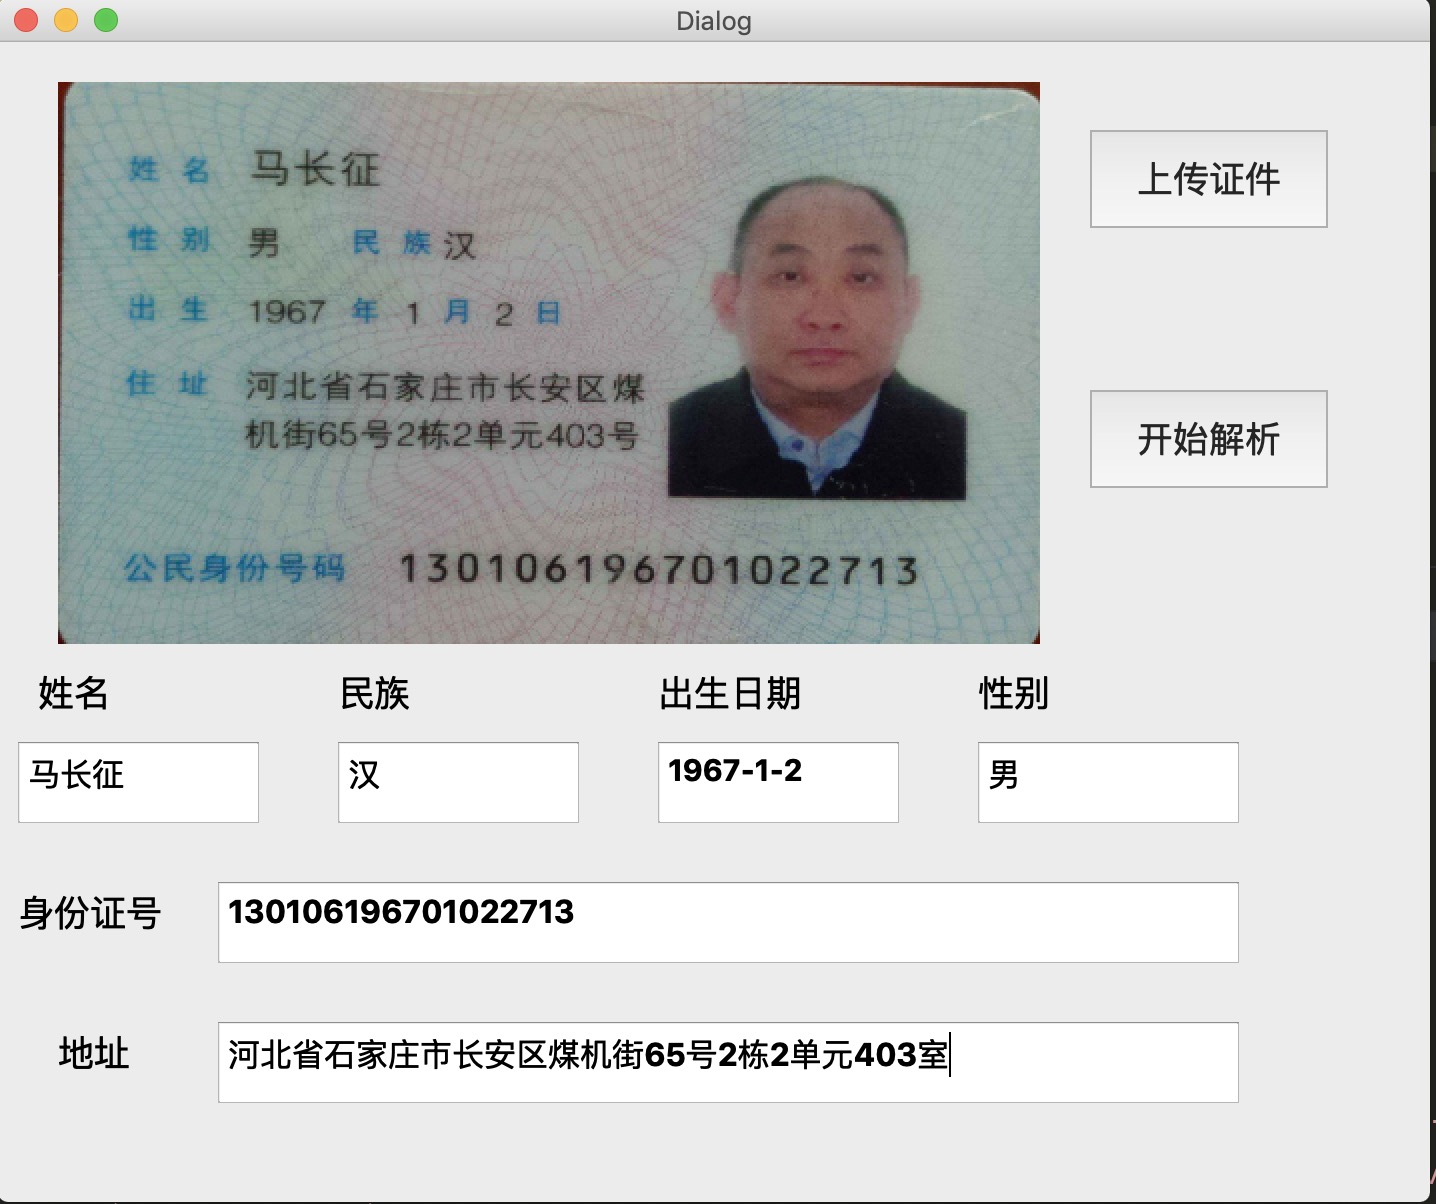 Dialog
姓名 马长征
性别 男 民族 汉
出生 1967 年 1 月 2 日
住址 河北省石家庄市长安区煤
机街65号2栋2单元403号
公民身份号码 130106196701022713
上传证件
开始解析
姓名 民族 出生日期 性别
马长征 汉 1967-1-2 男
身份证号 130106196701022713
地址 河北省石家庄市长安区煤机街65号2栋2单元403室